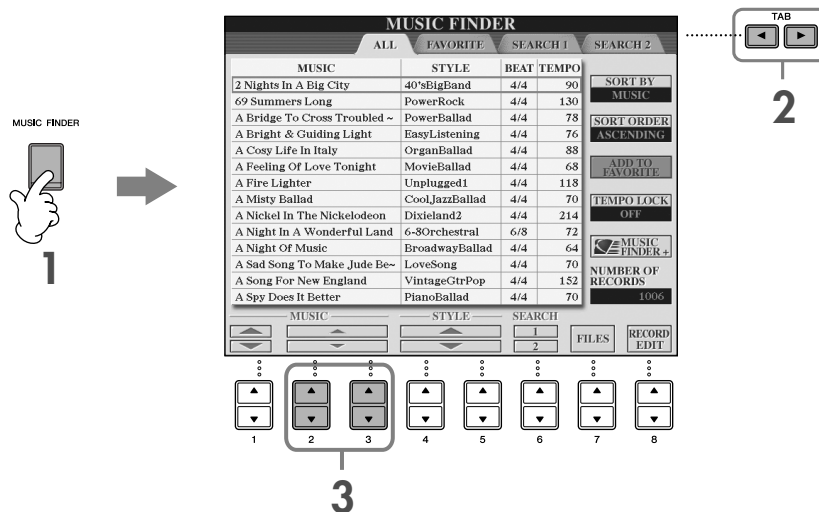 MUSIC FINDER
ALL FAVORITE SEARCH 1 SEARCH 2
TAB
2
MUSIC STYLE BEAT TEMPO
2 Nights In A Big City 40'sBigBand 4/4 90
69 Summers Long PowerRock 4/4 130
A Bridge To Cross Troubled ~ PowerBallad 4/4 78
A Bright & Guiding Light EasyListening 4/4 76
A Cosy Life In Italy OrganBallad 4/4 88
A Feeling Of Love Tonight MovieBallad 4/4 68
A Fire Lighter Unplugged1 4/4 118
A Misty Ballad CoolJazzBallad 4/4 70
A Nickel In The Nickelodeon Dixieland2 4/4 214
A Night In A Wonderful Land 6-8Orchestral 6/8 72
A Night Of Music BroadwayBallad 4/4 64
A Sad Song To Make Jude Be~ LoveSong 4/4 70
A Song For New England VintageGtrPop 4/4 152
A Spy Does It Better PianoBallad 4/4 70
SORT BY
MUSIC
SORT ORDER
ASCENDING
ADD TO
FAVORITE
TEMPO LOCK
OFF
MUSIC
FINDER +
NUMBER OF
RECORDS
1006
MUSIC FINDER
1
MUSIC STYLE SEARCH
1
2
FILES
RECORD
EDIT
1 2 3 4 5 6 7 8
3